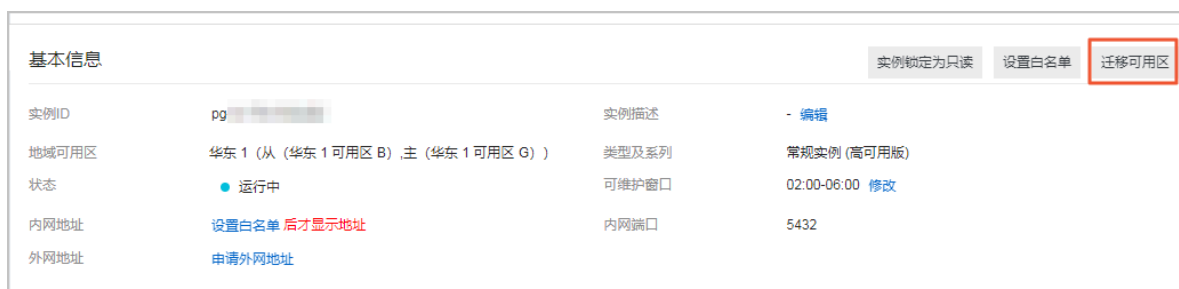 基本信息 实例锁定为只读 设置白名单 迁移可用区
实例ID pg 实例描述 - 编辑
地域可用区 华东 1（从（华东 1 可用区 B）,主（华东 1 可用区 G）） 类型及系列 常规实例 (高可用版)
状态 运行中 可维护窗口 02:00-06:00 修改
内网地址 设置白名单 后才显示地址 内网端口 5432
外网地址 申请外网地址